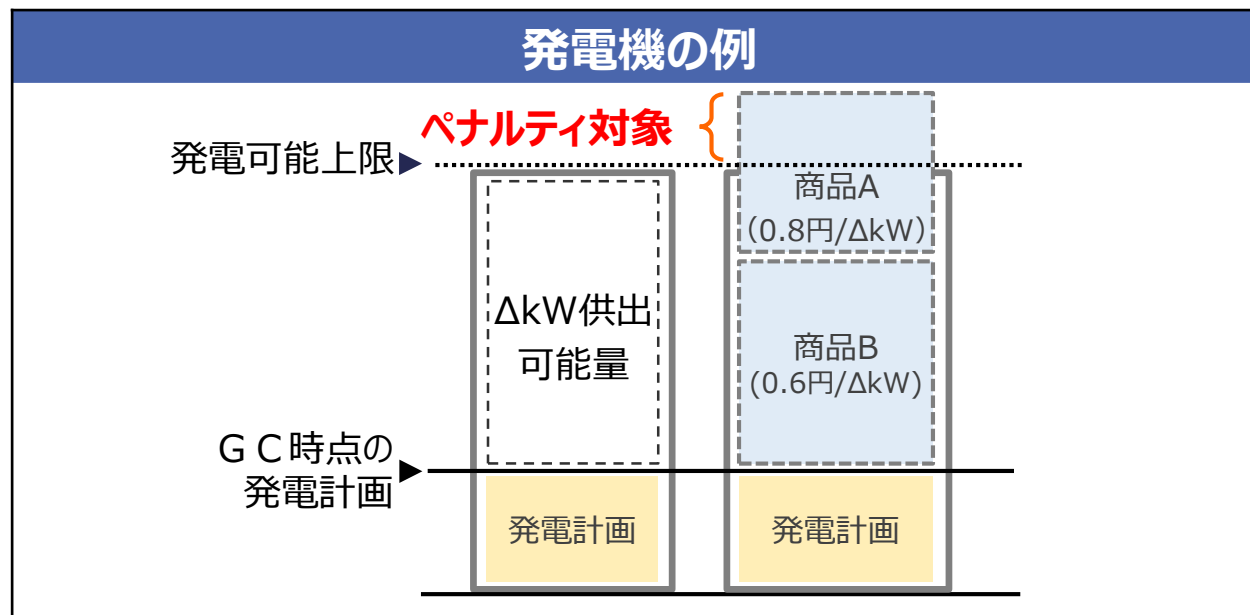 発電機の例
ペナルティ対象
発電可能上限
商品A
（0.8円/ΔkW）
ΔkW供出
可能量
商品B
(0.6円/ΔkW)
ＧＣ時点の
発電計画
発電計画
発電計画